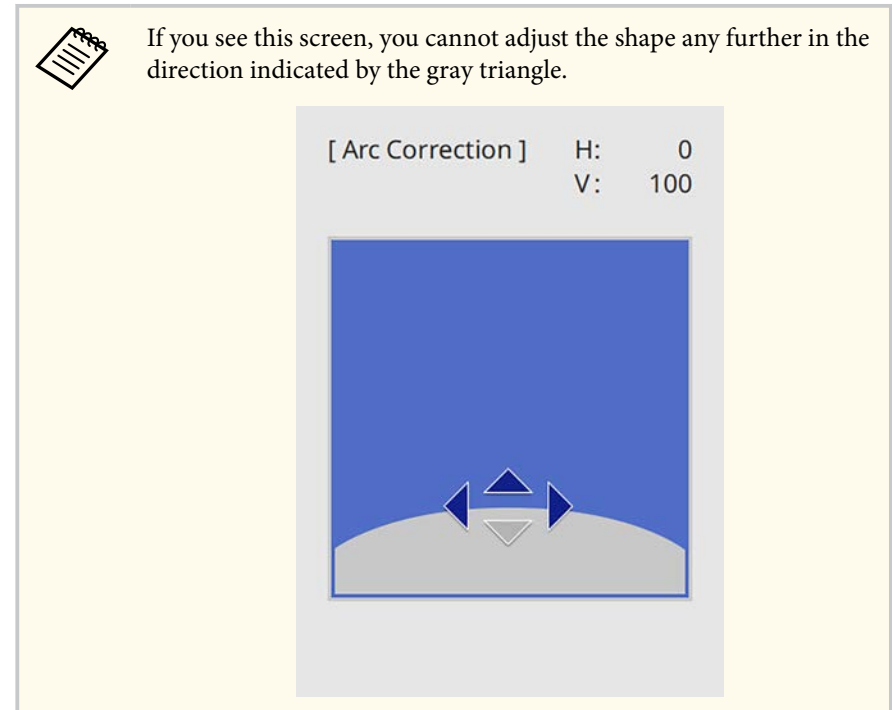 If you see this screen, you cannot adjust the shape any further in the
direction indicated by the gray triangle.
[ Arc Correction ] H: 0
V: 100